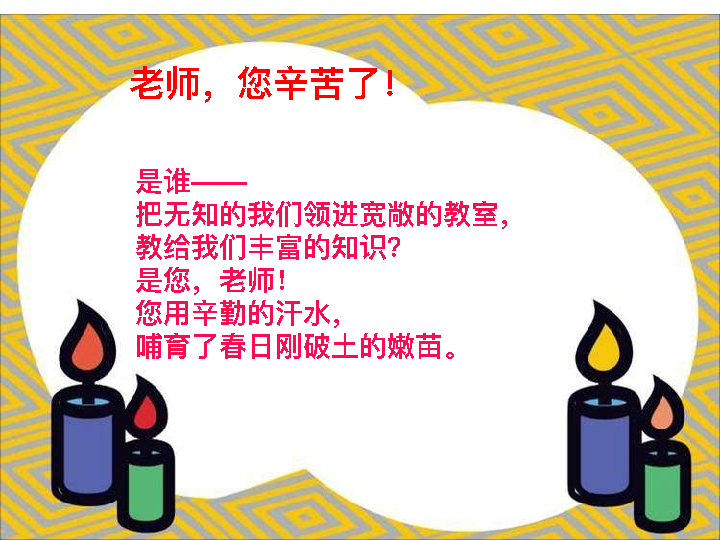 老师，您辛苦了！
是谁——
把无知的我们领进宽敞的教室，
教给我们丰富的知识？
是您，老师！
您用辛勤的汗水，
哺育了春日刚破土的嫩苗。